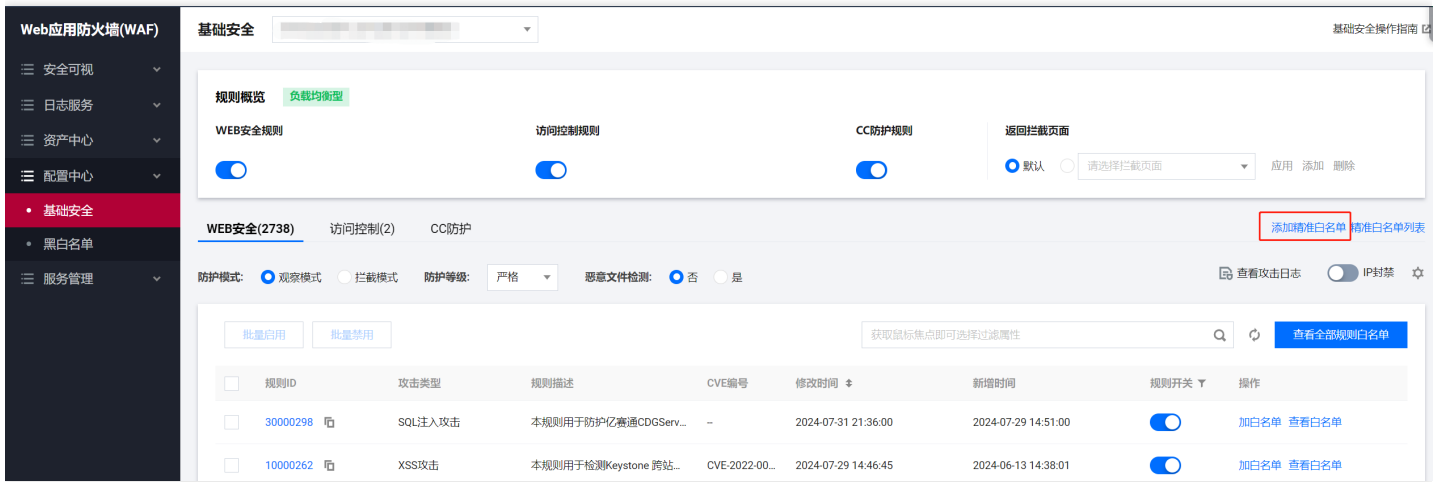 Web应用防火墙(WAF)
基础安全
基础安全操作指南
安全可视
日志服务
资产中心
配置中心
基础安全
黑白名单
服务管理
规则概览 负载均衡型
WEB安全规则 访问控制规则 CC防护规则 返回拦截页面
默认 请选择拦截页面 应用 添加 删除
WEB安全(2738) 访问控制(2) CC防护 添加精准白名单 精准白名单列表
防护模式: 观察模式 拦截模式 防护等级: 严格 恶意文件检测: 否 是 查看攻击日志 IP封禁
批量启用 批量禁用 获取鼠标焦点即可选择过滤属性 查看全部规则白名单
规则ID 攻击类型 规则描述 CVE编号 修改时间 新增时间 规则开关 操作
30000298 SQL注入攻击 本规则用于防护亿赛通CDGServ... -- 2024-07-31 21:36:00 2024-07-29 14:51:00 加白名单 查看白名单
10000262 XSS攻击 本规则用于检测Keystone 跨站... CVE-2022-00... 2024-07-29 14:46:45 2024-06-13 14:38:01 加白名单 查看白名单